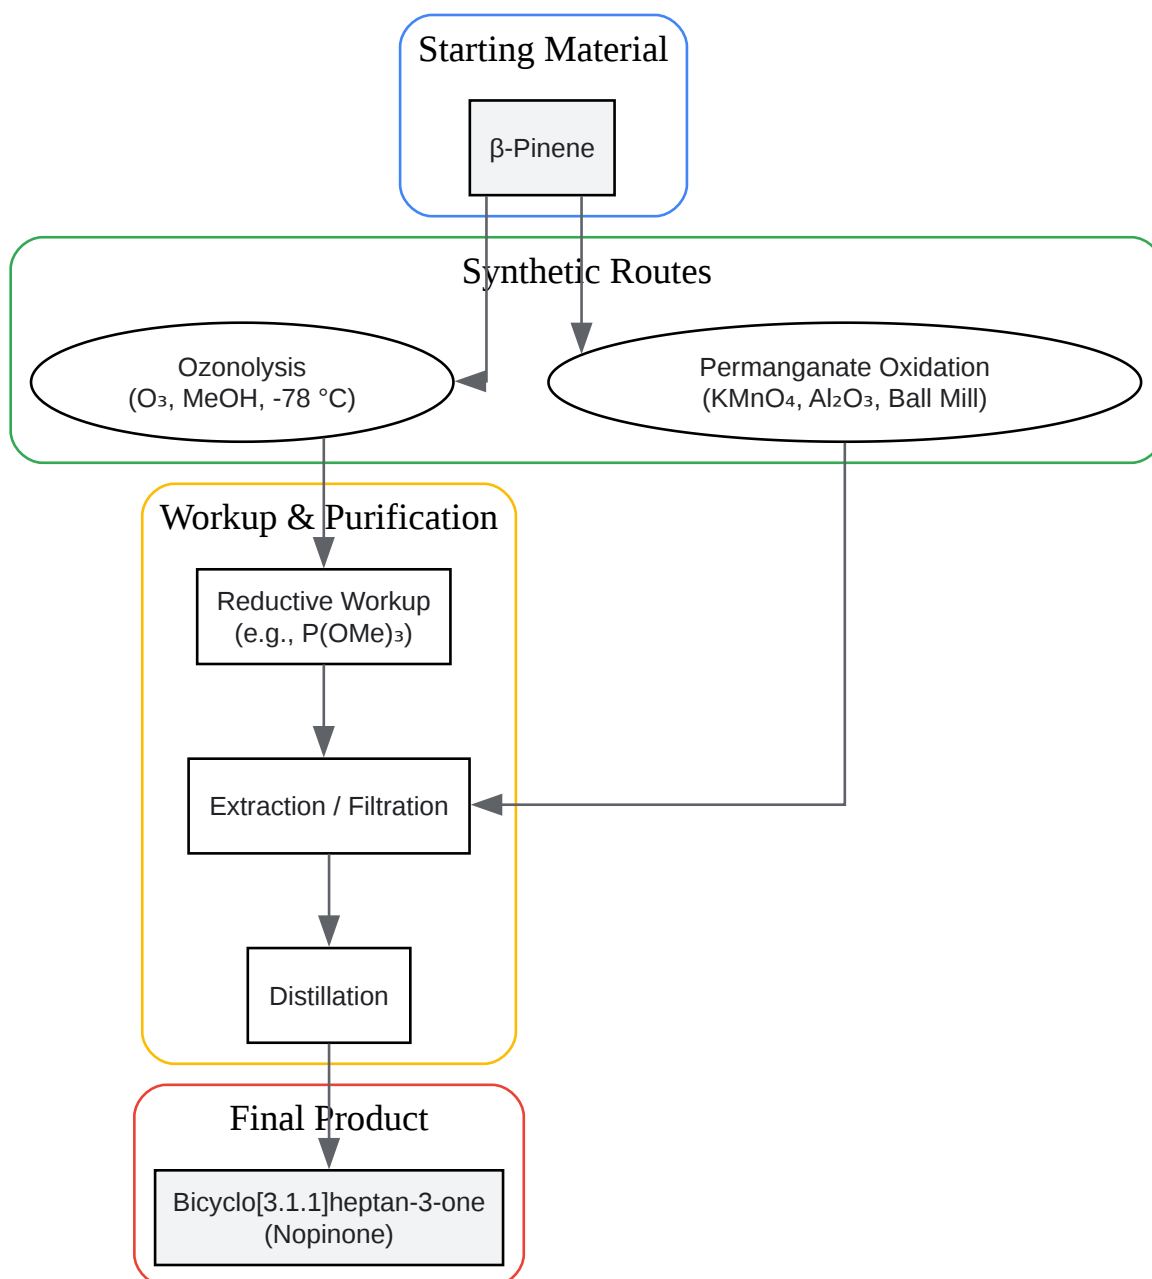 Starting Material
β-Pinene
Synthetic Routes
Ozonolysis
(O₃, MeOH, -78 °C)
Permanganate Oxidation
(KMnO₄, Al₂O₃, Ball Mill)
Workup & Purification
Reductive Workup
(e.g., P(OMe)₃)
Extraction / Filtration
Distillation
Final Product
Bicyclo[3.1.1]heptan-3-one
(Nopinone)